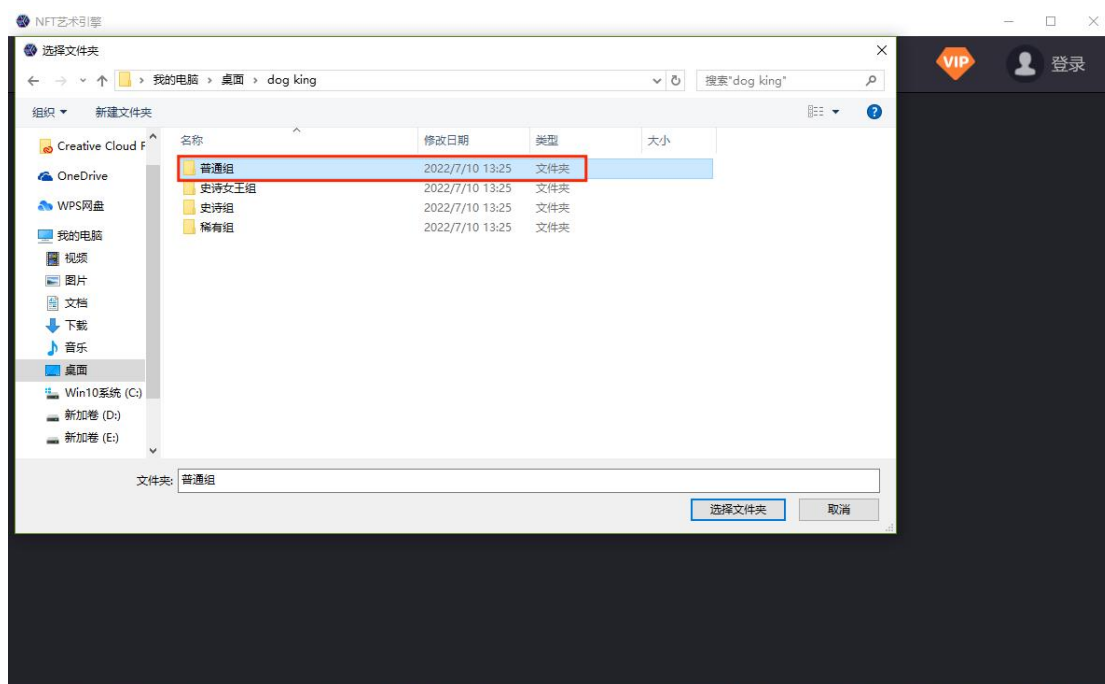 NFT艺术引擎
选择文件夹
VIP 登录
我的电脑 > 桌面 > dog king
搜索"dog king"
组织 新建文件夹
名称 修改日期 类型 大小
普通组 2022/7/10 13:25 文件夹
史诗女王组 2022/7/10 13:25 文件夹
史诗组 2022/7/10 13:25 文件夹
稀有组 2022/7/10 13:25 文件夹
Creative Cloud F
OneDrive
WPS网盘
我的电脑
视频
图片
文档
下载
音乐
桌面
Win10系统 (C:)
新加卷 (D:)
新加卷 (E:)
文件夹: 普通组
选择文件夹 取消